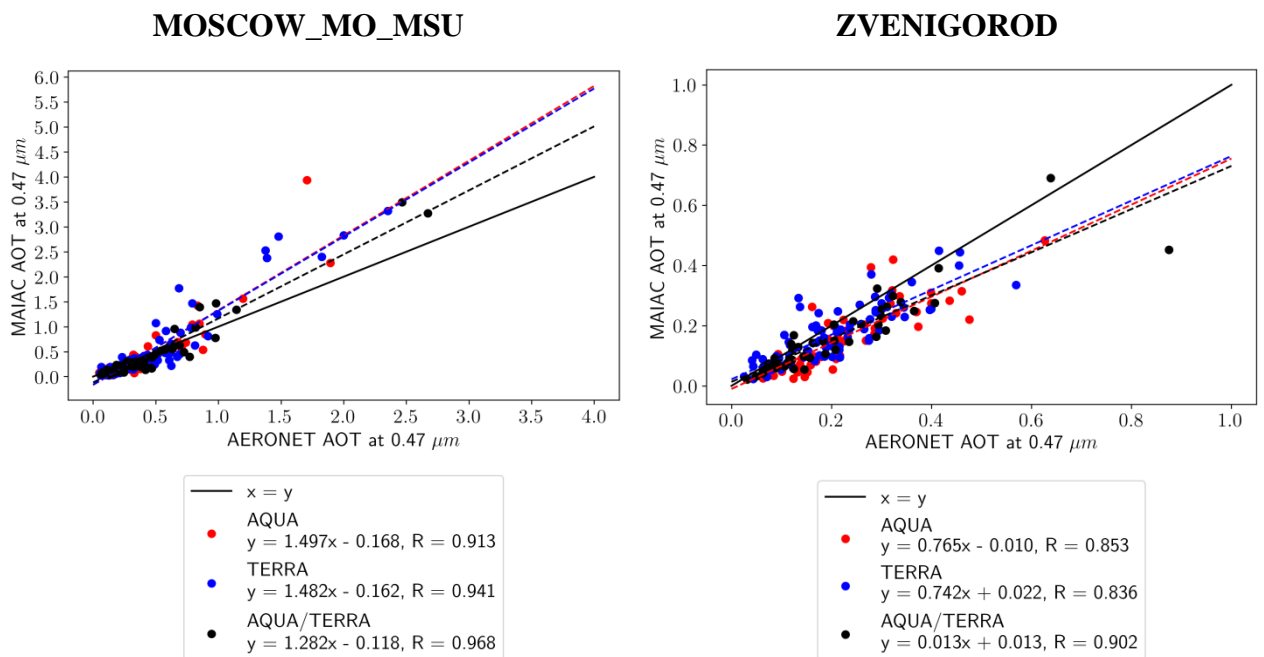 MOSCOW_MO_MSU
6.0
5.5
5.0
4.5
4.0
3.5
3.0
2.5
2.0
1.5
1.0
0.5
0.0
MAIAC AOT at 0.47 μm
0.0 0.5 1.0 1.5 2.0 2.5 3.0 3.5 4.0
AERONET AOT at 0.47 μm
x = y
AQUA
y = 1.497x - 0.168, R = 0.913
TERRA
y = 1.482x - 0.162, R = 0.941
AQUA/TERRA
y = 1.282x - 0.118, R = 0.968
ZVENIGOROD
1.0
0.8
0.6
0.4
0.2
0.0
MAIAC AOT at 0.47 μm
0.0 0.2 0.4 0.6 0.8 1.0
AERONET AOT at 0.47 μm
x = y
AQUA
y = 0.765x - 0.010, R = 0.853
TERRA
y = 0.742x + 0.022, R = 0.836
AQUA/TERRA
y = 0.013x + 0.013, R = 0.902